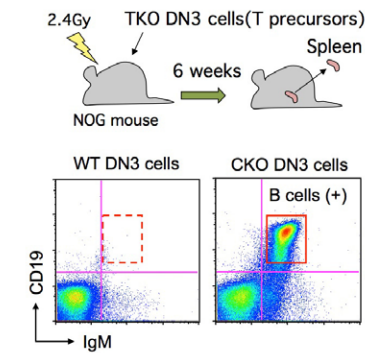 2.4Gy
TKO DN3 cells(T precursors)
Spleen
6 weeks
NOG mouse
WT DN3 cells
CKO DN3 cells
B cells (+)
CD19
IgM